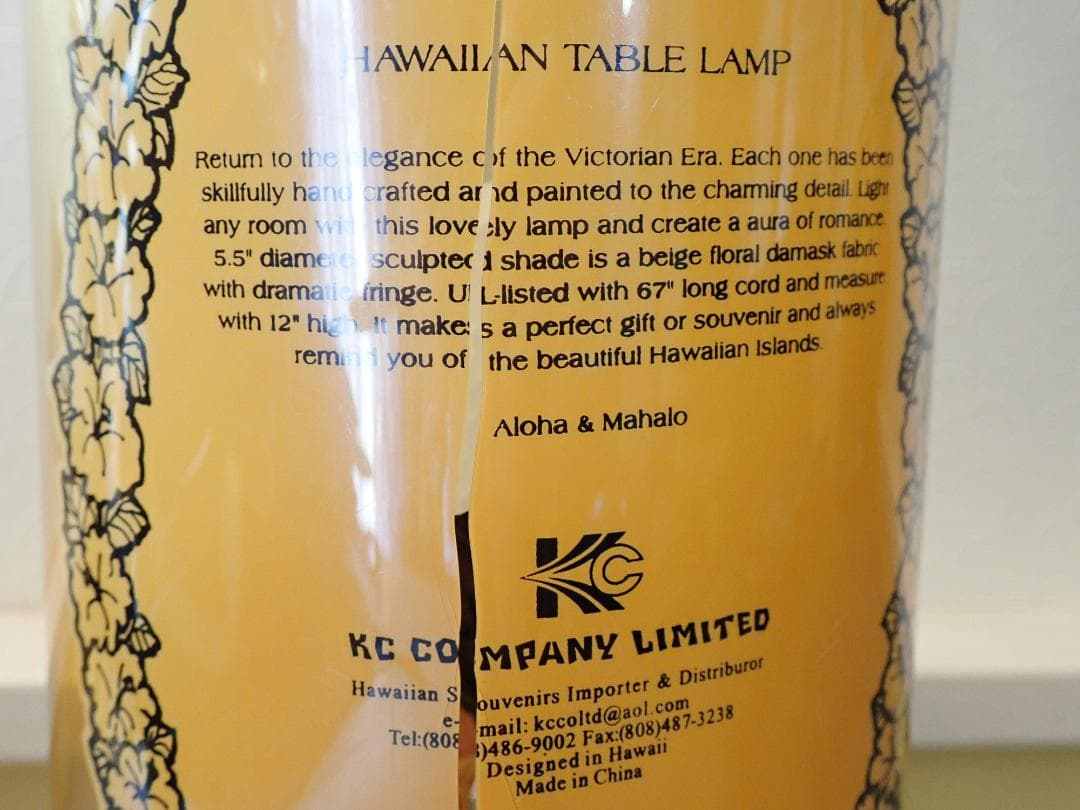 HAWAIIAN TABLE LAMP
Return to the elegance of the Victorian Era. Each one has been
skillfully hand crafted and painted to the charming detail. Light
any room with this lovely lamp and create a aura of romance.
5.5" diameter sculpted shade is a beige floral damask fabric
with dramatic fringe. UL-listed with 67" long cord and measure
with 12" high. It makes a perfect gift or souvenir and always
remind you of the beautiful Hawaiian Islands.
Aloha & Mahalo
KC
KC COMPANY LIMITED
Hawaiian Souvenirs Importer & Distriburor
e-mail: kccoltd@aol.com
Tel:(808)486-9002 Fax:(808)487-3238
Designed in Hawaii
Made in China